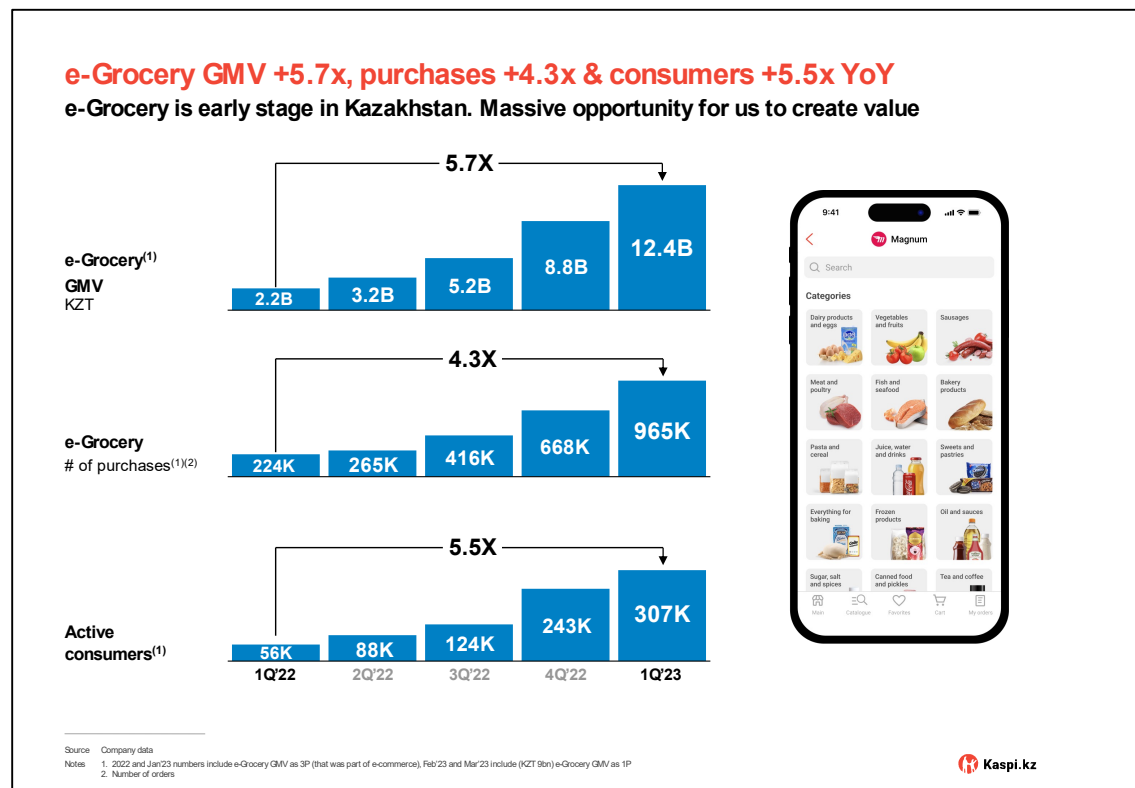 e-Grocery GMV +5.7x, purchases +4.3x & consumers +5.5x YoY
e-Grocery is early stage in Kazakhstan. Massive opportunity for us to create value
5.7X
e-Grocery(1)
GMV
KZT
2.2B
3.2B
5.2B
8.8B
12.4B
4.3X
e-Grocery
# of purchases(1)(2)
224K
265K
416K
668K
965K
5.5X
Active
consumers(1)
56K
88K
124K
243K
307K
1Q'22
2Q'22
3Q'22
4Q'22
1Q'23
9:41
Magnum
Search
Categories
Dairy products
and eggs
Vegetables
and fruits
Sausages
Meat and
poultry
Fish and
seafood
Bakery
products
Pasta and
cereal
Juice, water
and drinks
Sweets and
pastries
Everything for
baking
Frozen
products
Oil and sauces
Sugar, salt
and spices
Canned food
and pickles
Tea and coffee
Main
Catalogue
Favorites
Cart
My orders
Source Company data
Notes 1. 2022 and Jan'23 numbers include e-Grocery GMV as 3P (that was part of e-commerce), Feb'23 and Mar'23 include (KZT 9bn) e-Grocery GMV as 1P
2. Number of orders
Kaspi.kz